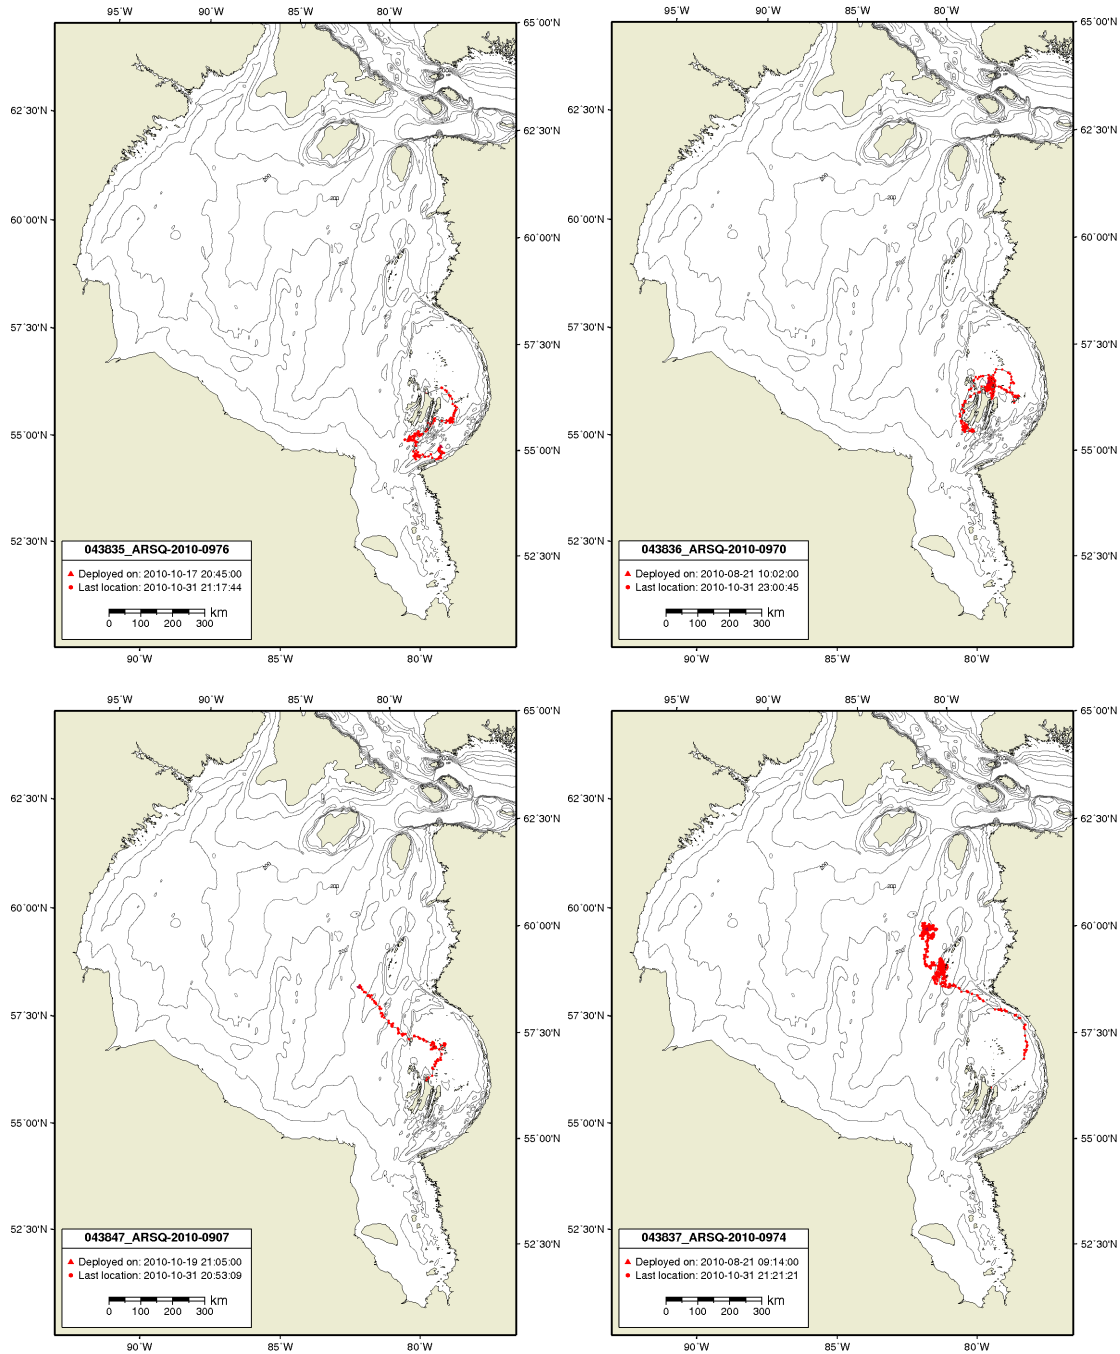 95°W 90°W 85°W 80°W
65°00'N
62°30'N
62°30'N
200
60°00'N
60°00'N
200
57°30'N
57°30'N
55°00'N
55°00'N
52°30'N
52°30'N
043835_ARSQ-2010-0976
Deployed on: 2010-10-17 20:45:00
Last location: 2010-10-31 21:17:44
km
0 100 200 300
90°W 85°W 80°W
95°W 90°W 85°W 80°W
65°00'N
62°30'N
62°30'N
200
60°00'N
60°00'N
200
57°30'N
57°30'N
55°00'N
55°00'N
52°30'N
52°30'N
043836_ARSQ-2010-0970
Deployed on: 2010-08-21 10:02:00
Last location: 2010-10-31 23:00:45
km
0 100 200 300
90°W 85°W 80°W
95°W 90°W 85°W 80°W
65°00'N
62°30'N
62°30'N
200
60°00'N
60°00'N
200
57°30'N
57°30'N
55°00'N
55°00'N
52°30'N
52°30'N
043847_ARSQ-2010-0907
Deployed on: 2010-10-19 21:05:00
Last location: 2010-10-31 20:53:09
km
0 100 200 300
90°W 85°W 80°W
95°W 90°W 85°W 80°W
65°00'N
62°30'N
62°30'N
200
60°00'N
60°00'N
200
57°30'N
57°30'N
55°00'N
55°00'N
52°30'N
52°30'N
043837_ARSQ-2010-0974
Deployed on: 2010-08-21 09:14:00
Last location: 2010-10-31 21:21:21
km
0 100 200 300
90°W 85°W 80°W